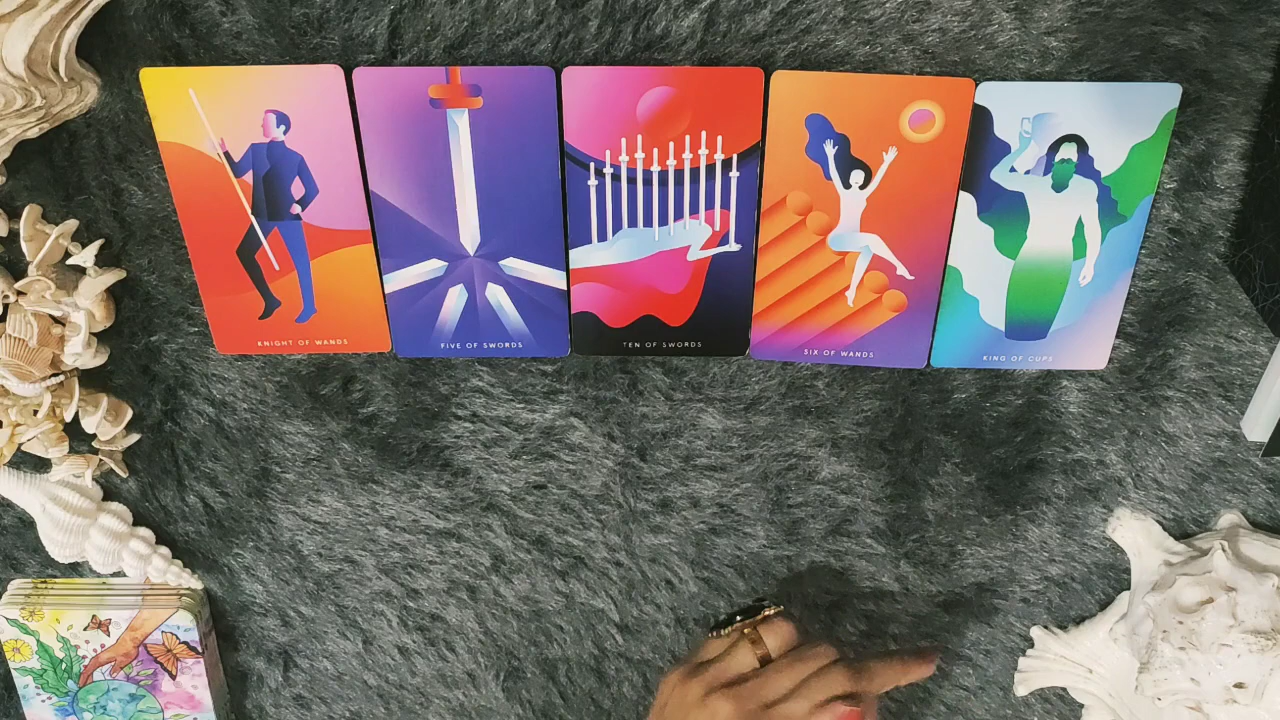 KNIGHT OF WANDS
FIVE OF SWORDS
TEN OF SWORDS
SIX OF WANDS
KING OF CUPS